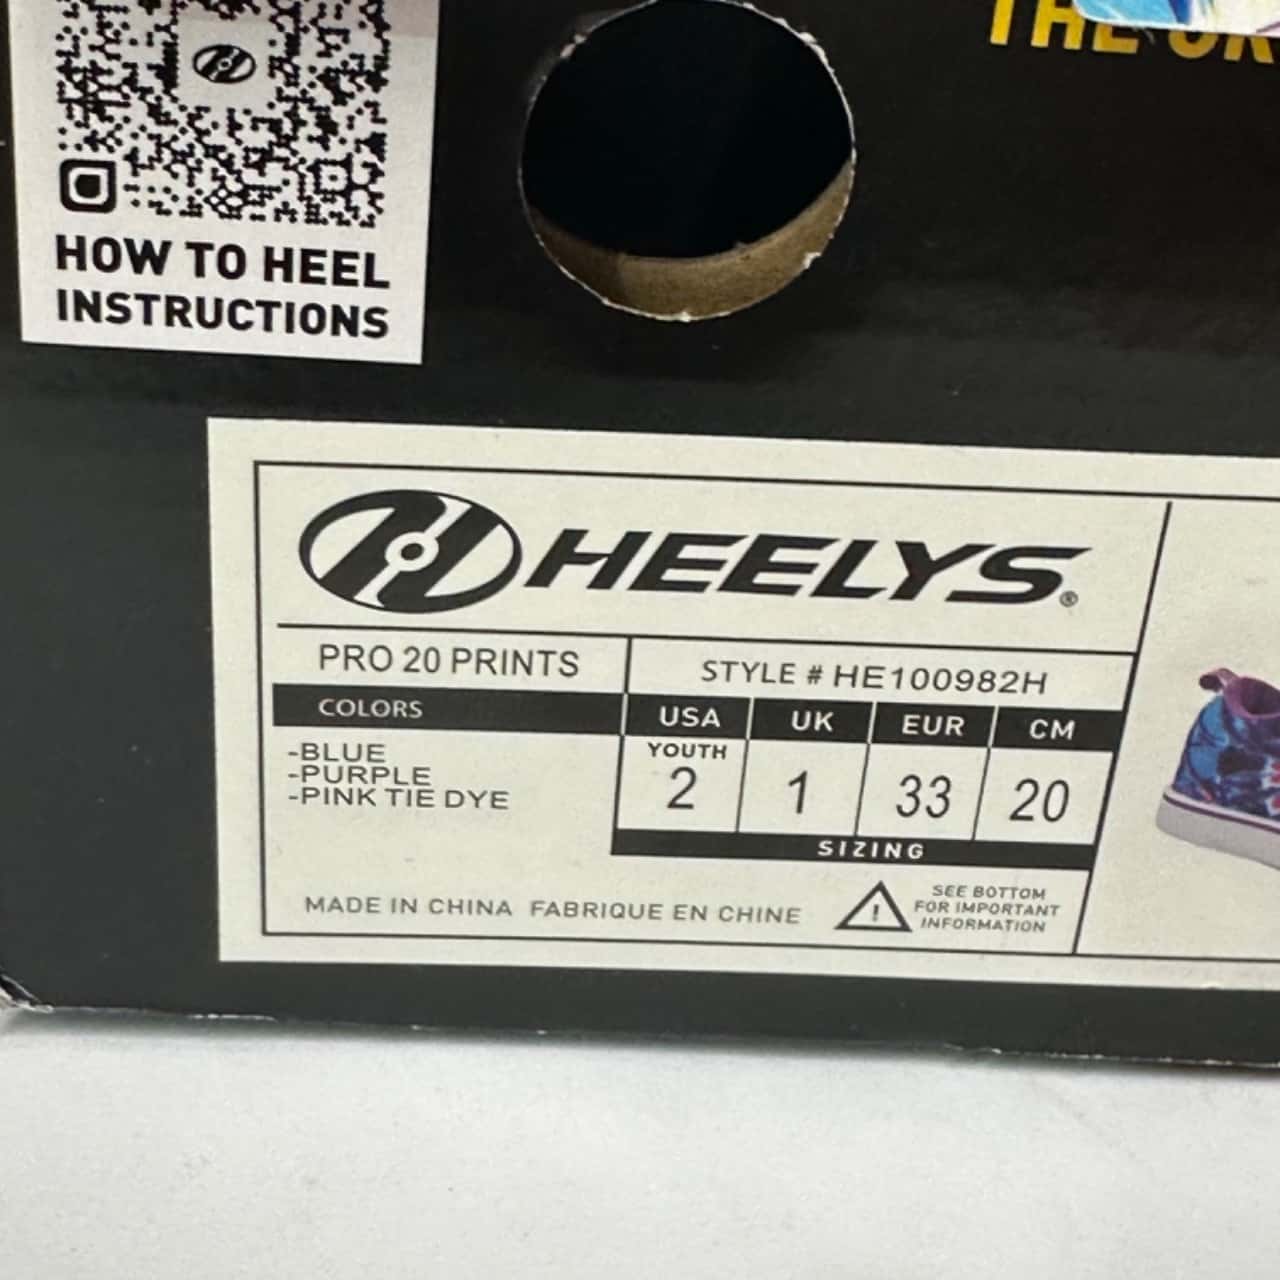 THE
HOW TO HEEL
INSTRUCTIONS
HEELYS®
PRO 20 PRINTS
STYLE # HE100982H
COLORS
USA UK EUR CM
-BLUE
-PURPLE
-PINK TIE DYE
YOUTH
2 1 33 20
SIZING
MADE IN CHINA FABRIQUE EN CHINE
SEE BOTTOM
FOR IMPORTANT
INFORMATION